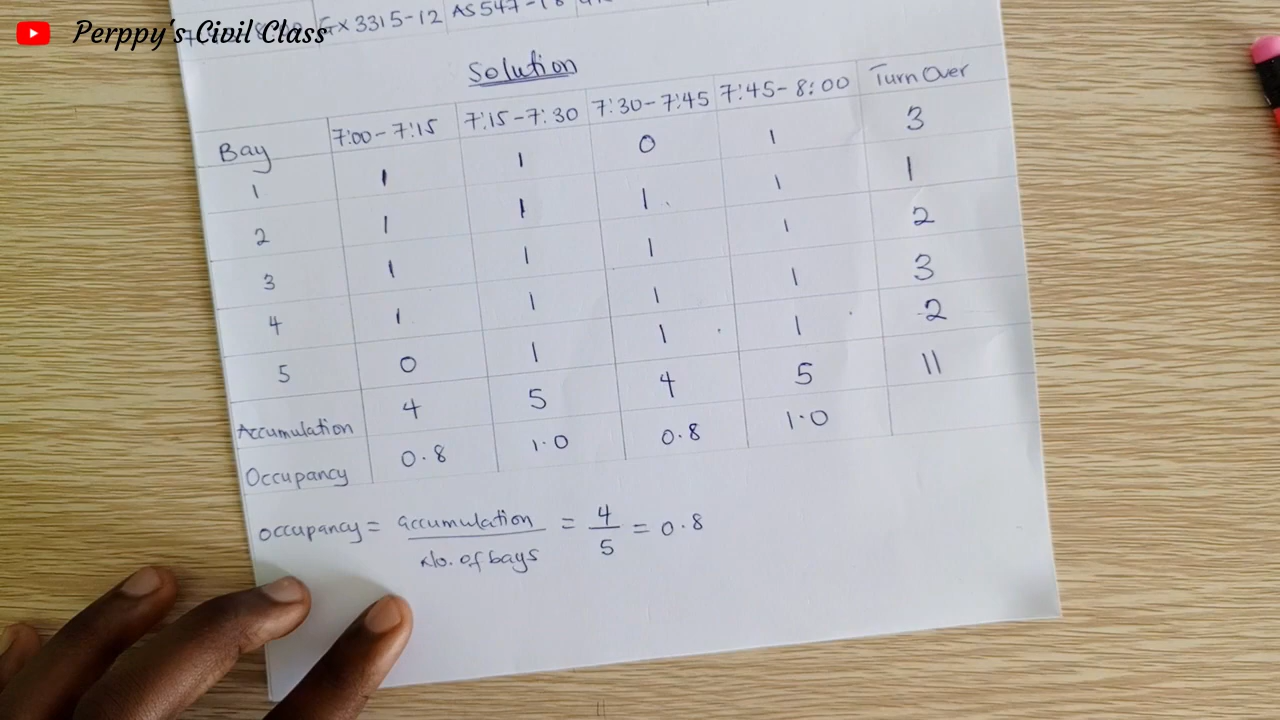 Perppy's Civil Class
3315-12 AS547-18
Solution
Bay 7:00-7:15 7:15-7:30 7:30-7:45 7:45-8:00 Turn Over
1 1 1 0 1 3
2 1 1 1 1 1
3 1 1 1 1 2
4 1 1 1 1 3
5 0 1 1 1 2
Accumulation 4 5 4 5 11
Occupancy 0.8 1.0 0.8 1.0
Occupancy = accumulation / No. of bays = 4/5 = 0.8